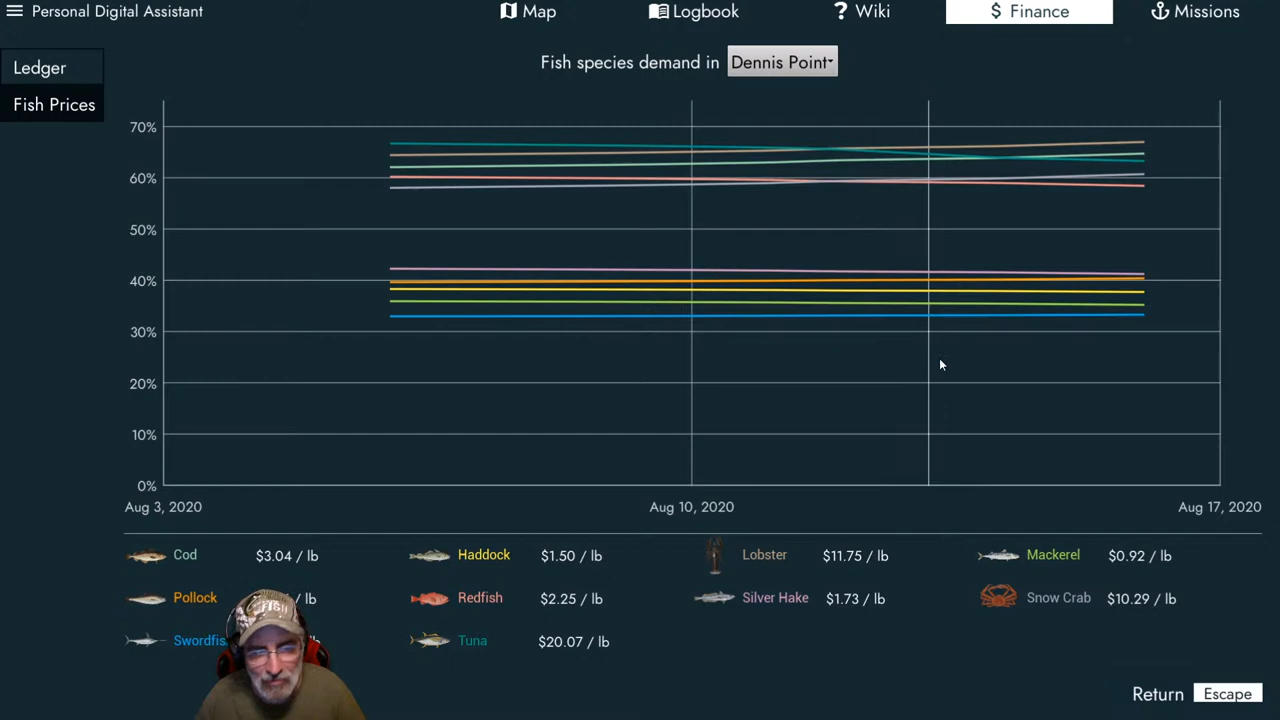 Personal Digital Assistant
Map
Logbook
? Wiki
$ Finance
Missions
Ledger
Fish Prices
Fish species demand in Dennis Point
70%
60%
50%
40%
30%
20%
10%
0%
Aug 3, 2020 Aug 10, 2020 Aug 17, 2020
Cod $3.04 / lb Haddock $1.50 / lb Lobster $11.75 / lb Mackerel $0.92 / lb
Pollock / lb Redfish $2.25 / lb Silver Hake $1.73 / lb Snow Crab $10.29 / lb
Swordfis / lb Tuna $20.07 / lb
FISH
Return Escape